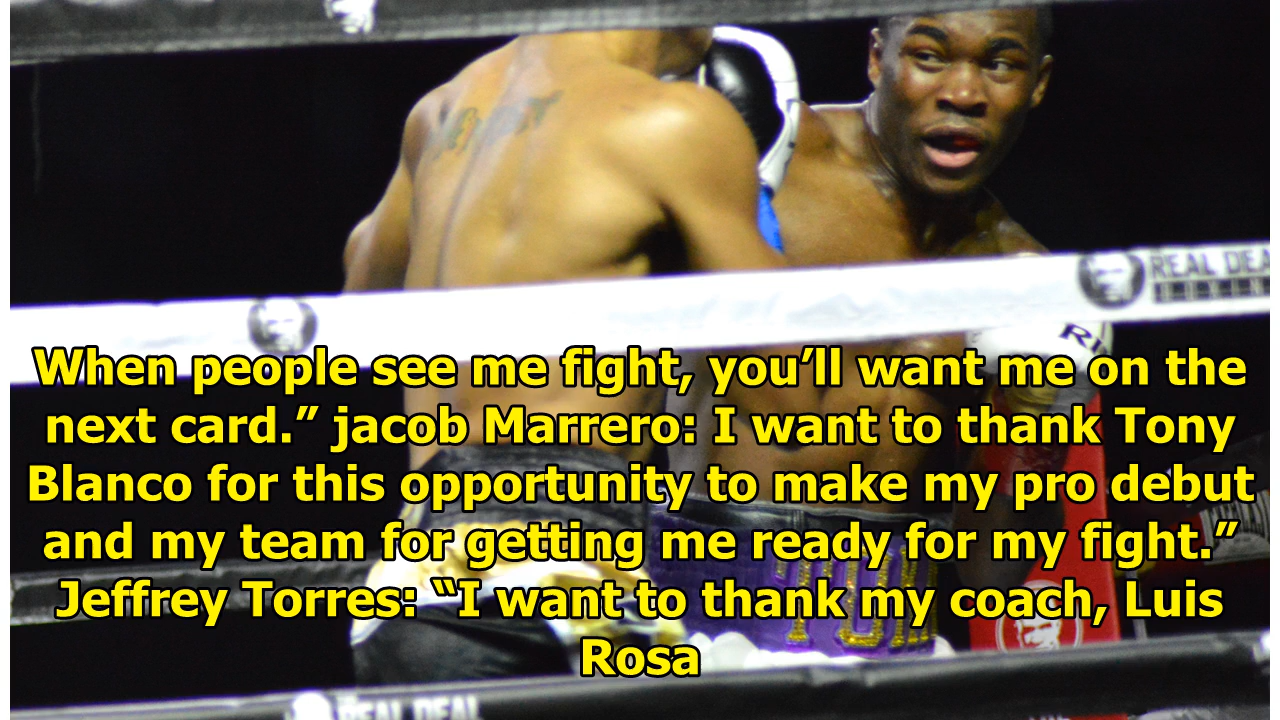 REAL DEA
RI
When people see me fight, you’ll want me on the
next card.” jacob Marrero: I want to thank Tony
Blanco for this opportunity to make my pro debut
and my team for getting me ready for my fight.”
Jeffrey Torres: “I want to thank my coach, Luis
Rosa
REAL DEAL